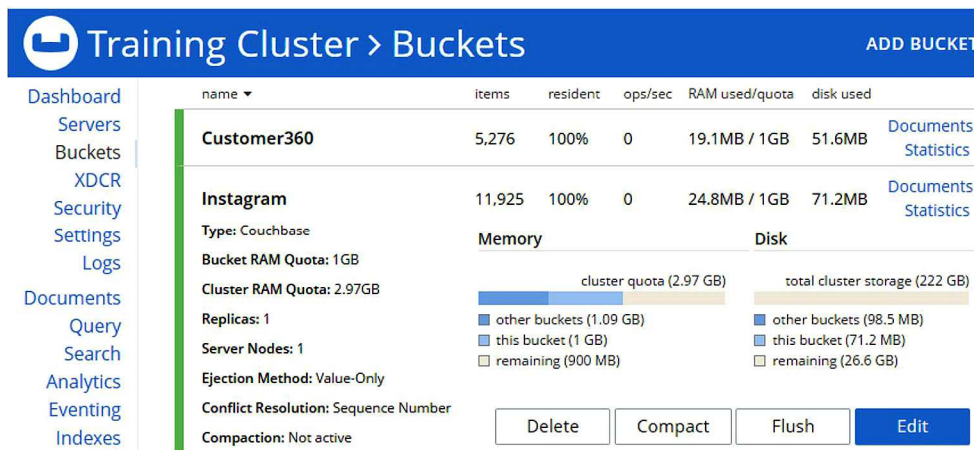 Training Cluster > Buckets
ADD BUCKET
Dashboard
Servers
Buckets
XDCR
Security
Settings
Logs
Documents
Query
Search
Analytics
Eventing
Indexes
name items resident ops/sec RAM used/quota disk used
Customer360 5,276 100% 0 19.1MB / 1GB 51.6MB Documents
Statistics
Instagram 11,925 100% 0 24.8MB / 1GB 71.2MB Documents
Statistics
Type: Couchbase
Bucket RAM Quota: 1GB
Cluster RAM Quota: 2.97GB
Replicas: 1
Server Nodes: 1
Ejection Method: Value-Only
Conflict Resolution: Sequence Number
Compaction: Not active
Memory
cluster quota (2.97 GB)
other buckets (1.09 GB)
this bucket (1 GB)
remaining (900 MB)
Disk
total cluster storage (222 GB)
other buckets (98.5 MB)
this bucket (71.2 MB)
remaining (26.6 GB)
Delete Compact Flush Edit